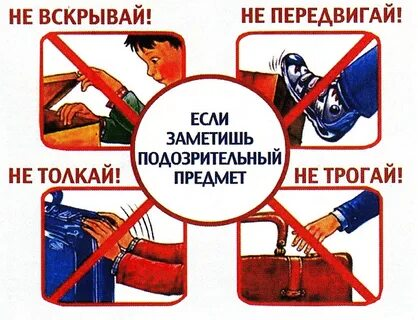 НЕ ВСКРЫВАЙ!
НЕ ПЕРЕДВИГАЙ!
ЕСЛИ
ЗАМЕТИШЬ
ПОДОЗРИТЕЛЬНЫЙ
ПРЕДМЕТ
НЕ ТОЛКАЙ!
НЕ ТРОГАЙ!